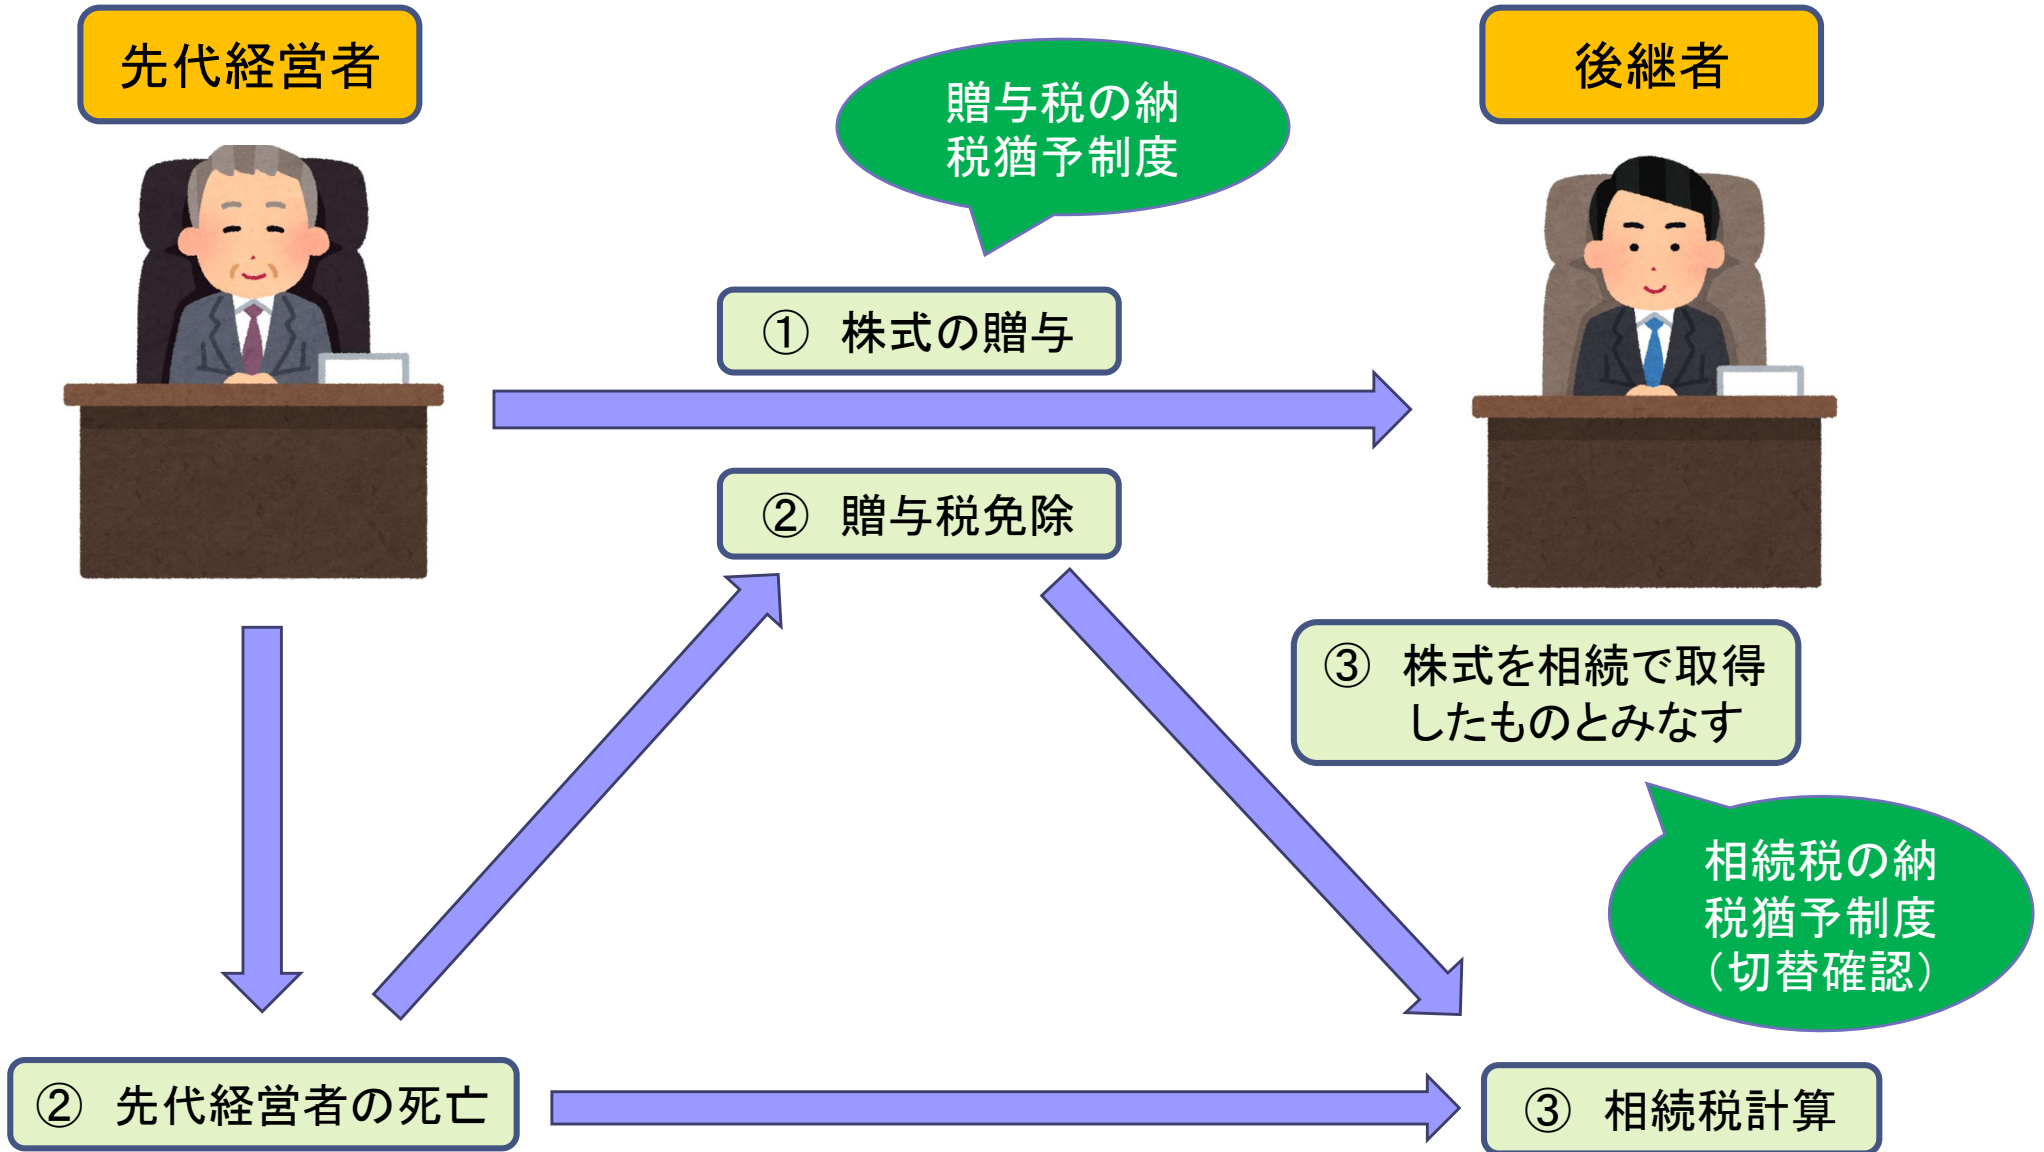 先代経営者
後継者
贈与税の納
税猶予制度
① 株式の贈与
② 贈与税免除
③ 株式を相続で取得
したものとみなす
相続税の納
税猶予制度
（切替確認）
② 先代経営者の死亡
③ 相続税計算